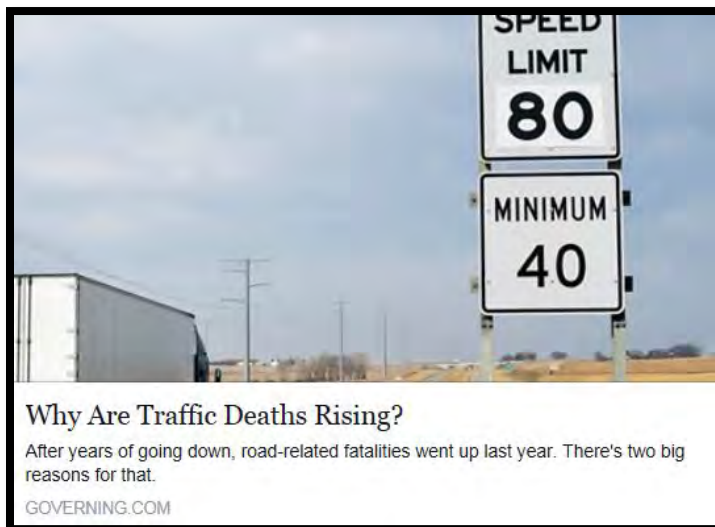 SPEED
LIMIT
80
MINIMUM
40
Why Are Traffic Deaths Rising?
After years of going down, road-related fatalities went up last year. There's two big
reasons for that.
GOVERNING.COM